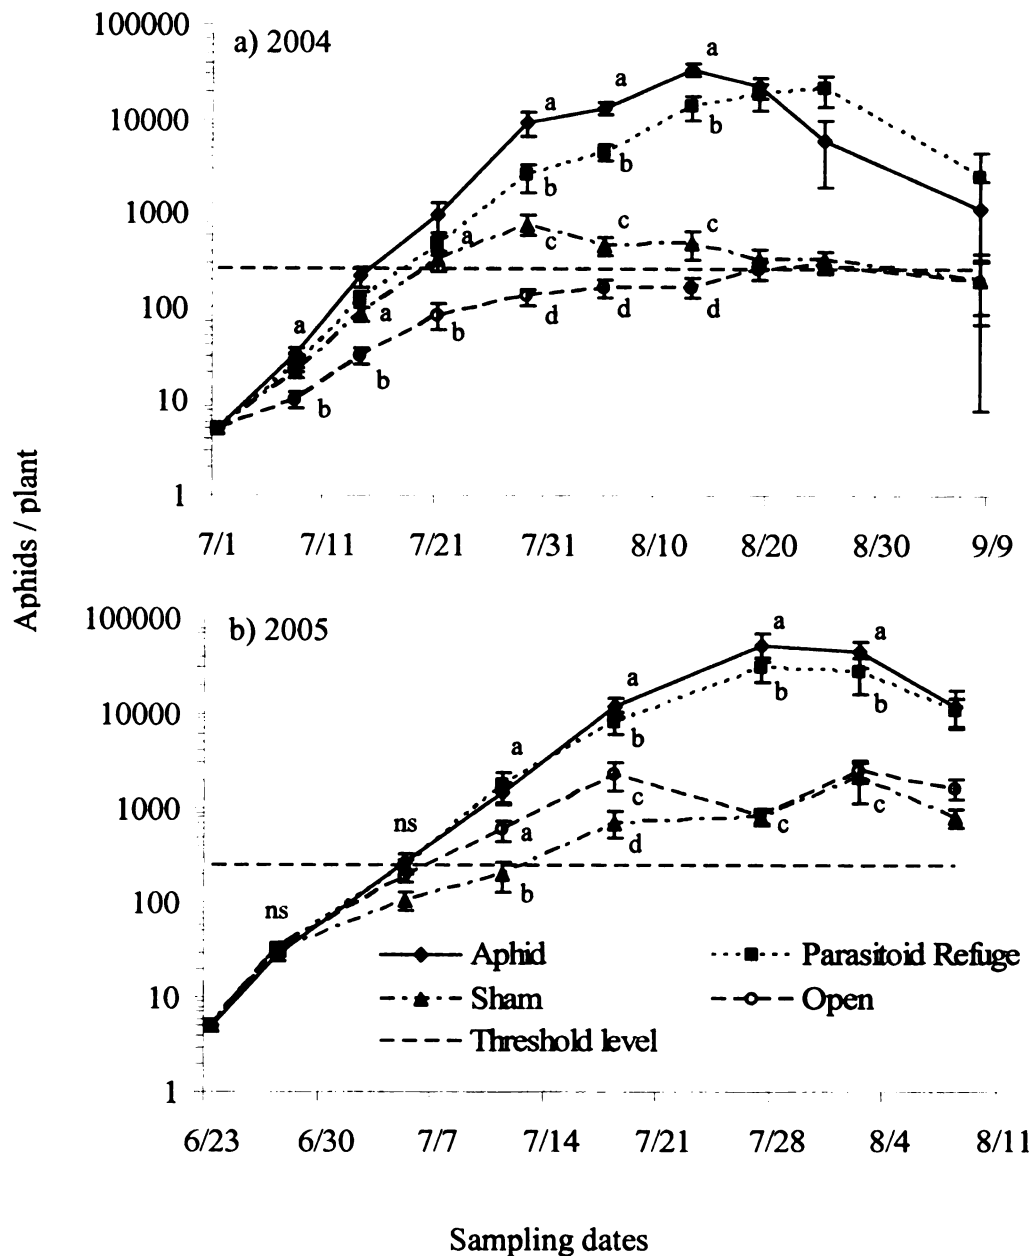 a) 2004
100000
10000
1000
100
10
1
a
a
a
a
b
b
b
a
c
c
c
a
a
b
b
b
d
d
d
7/1 7/11 7/21 7/31 8/10 8/20 8/30 9/9
Aphids / plant
b) 2005
100000
10000
1000
100
10
1
a
a
a
b
b
a
b
ns
c
c
a
c
d
b
ns
Aphid
Parasitoid Refuge
Sham
Open
Threshold level
6/23 6/30 7/7 7/14 7/21 7/28 8/4 8/11
Sampling dates